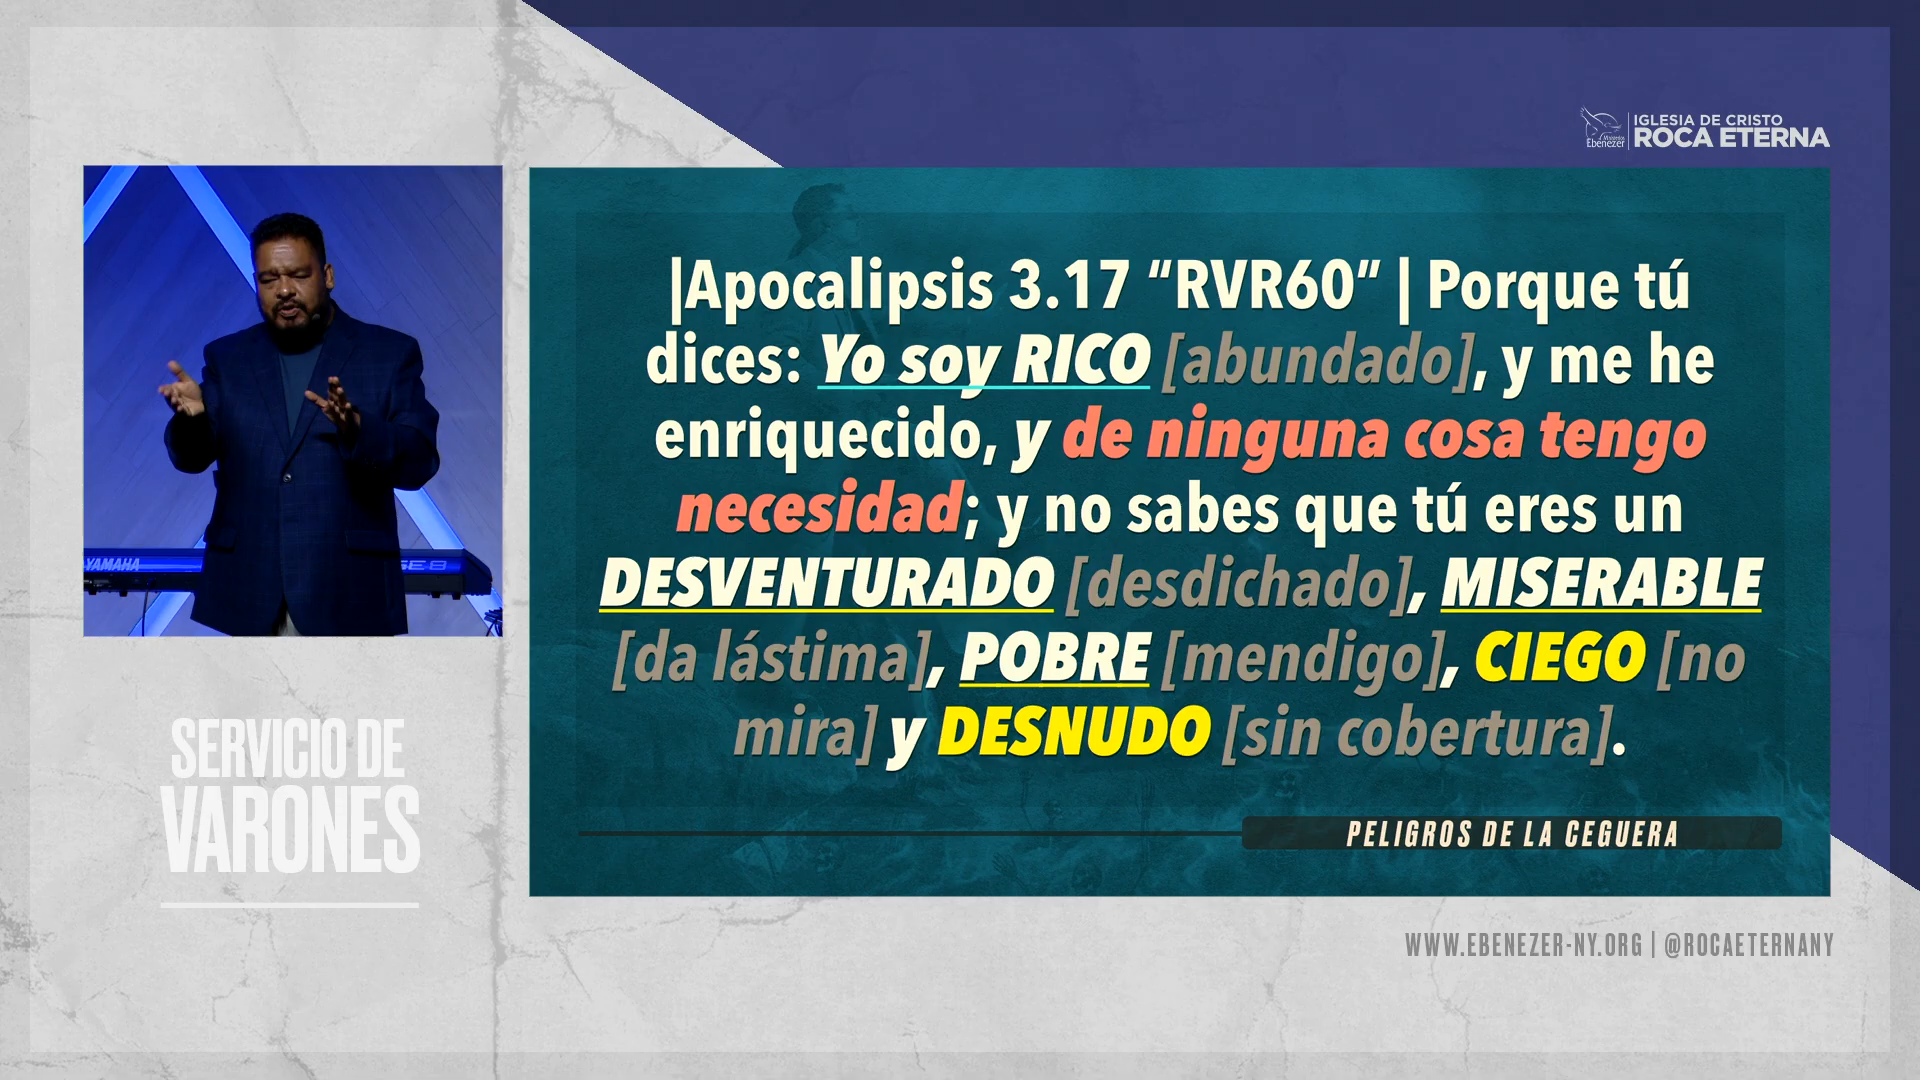 IGLESIA DE CRISTO
ROCA ETERNA
Ministerios
Ebenezer
|Apocalipsis 3.17 “RVR60” | Porque tú
dices: Yo soy RICO [abundado], y me he
enriquecido, y de ninguna cosa tengo
necesidad; y no sabes que tú eres un
DESVENTURADO [desdichado], MISERABLE
[da lástima], POBRE [mendigo], CIEGO [no
mira] y DESNUDO [sin cobertura].
PELIGROS DE LA CEGUERA
YAMAHA
SERVICIO DE
VARONES
WWW.EBENEZER-NY.ORG | @ROCAETERNANY